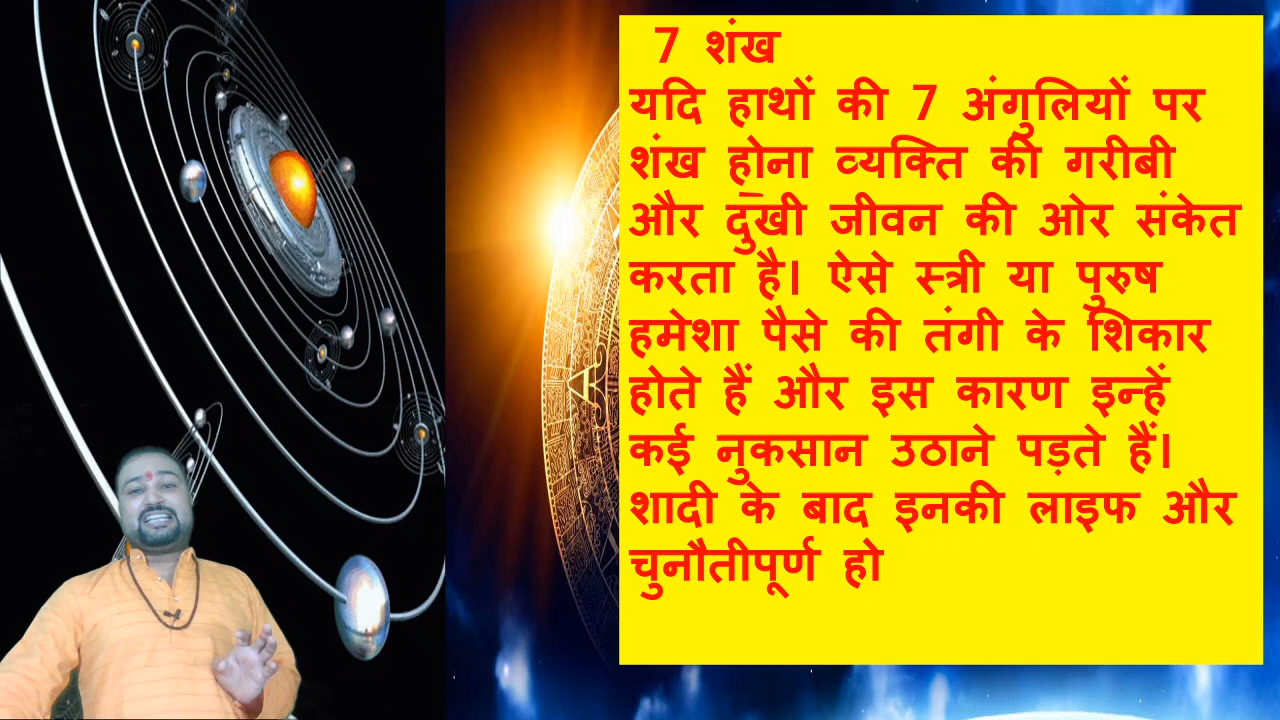 7 शंख
यदि हाथों की 7 अंगुलियों पर
शंख होना व्यक्ति की गरीबी
और दुखी जीवन की ओर संकेत
करता है। ऐसे स्त्री या पुरुष
हमेशा पैसे की तंगी के शिकार
होते हैं और इस कारण इन्हें
कई नुकसान उठाने पड़ते हैं।
शादी के बाद इनकी लाइफ और
चुनौतीपूर्ण हो